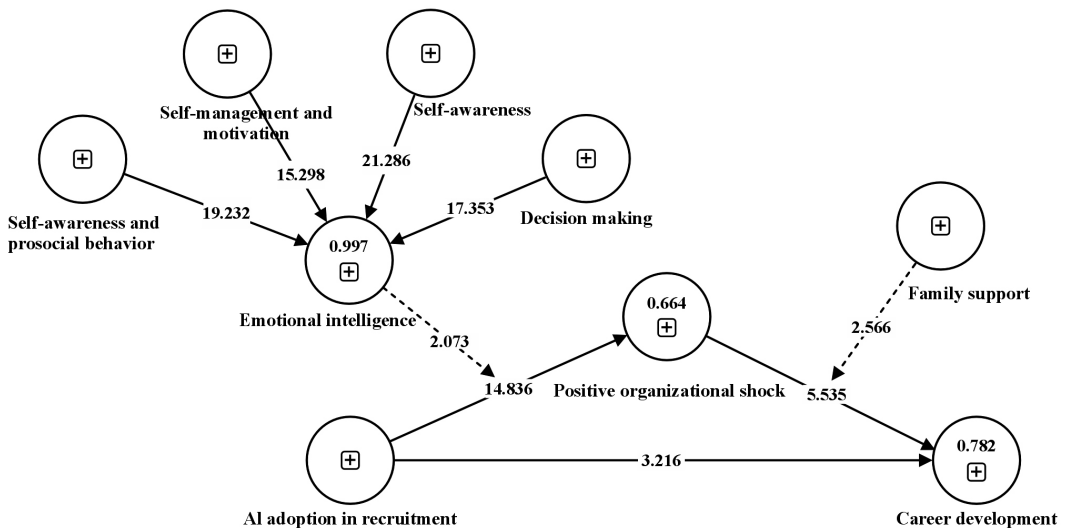 Self-management and
motivation
Self-awareness
15.298
21.286
Self-awareness and
prosocial behavior
19.232
17.353
Decision making
0.997
Emotional intelligence
Family support
0.664
2.073
2.566
14.836
Positive organizational shock
5.535
3.216
0.782
AI adoption in recruitment
Career development